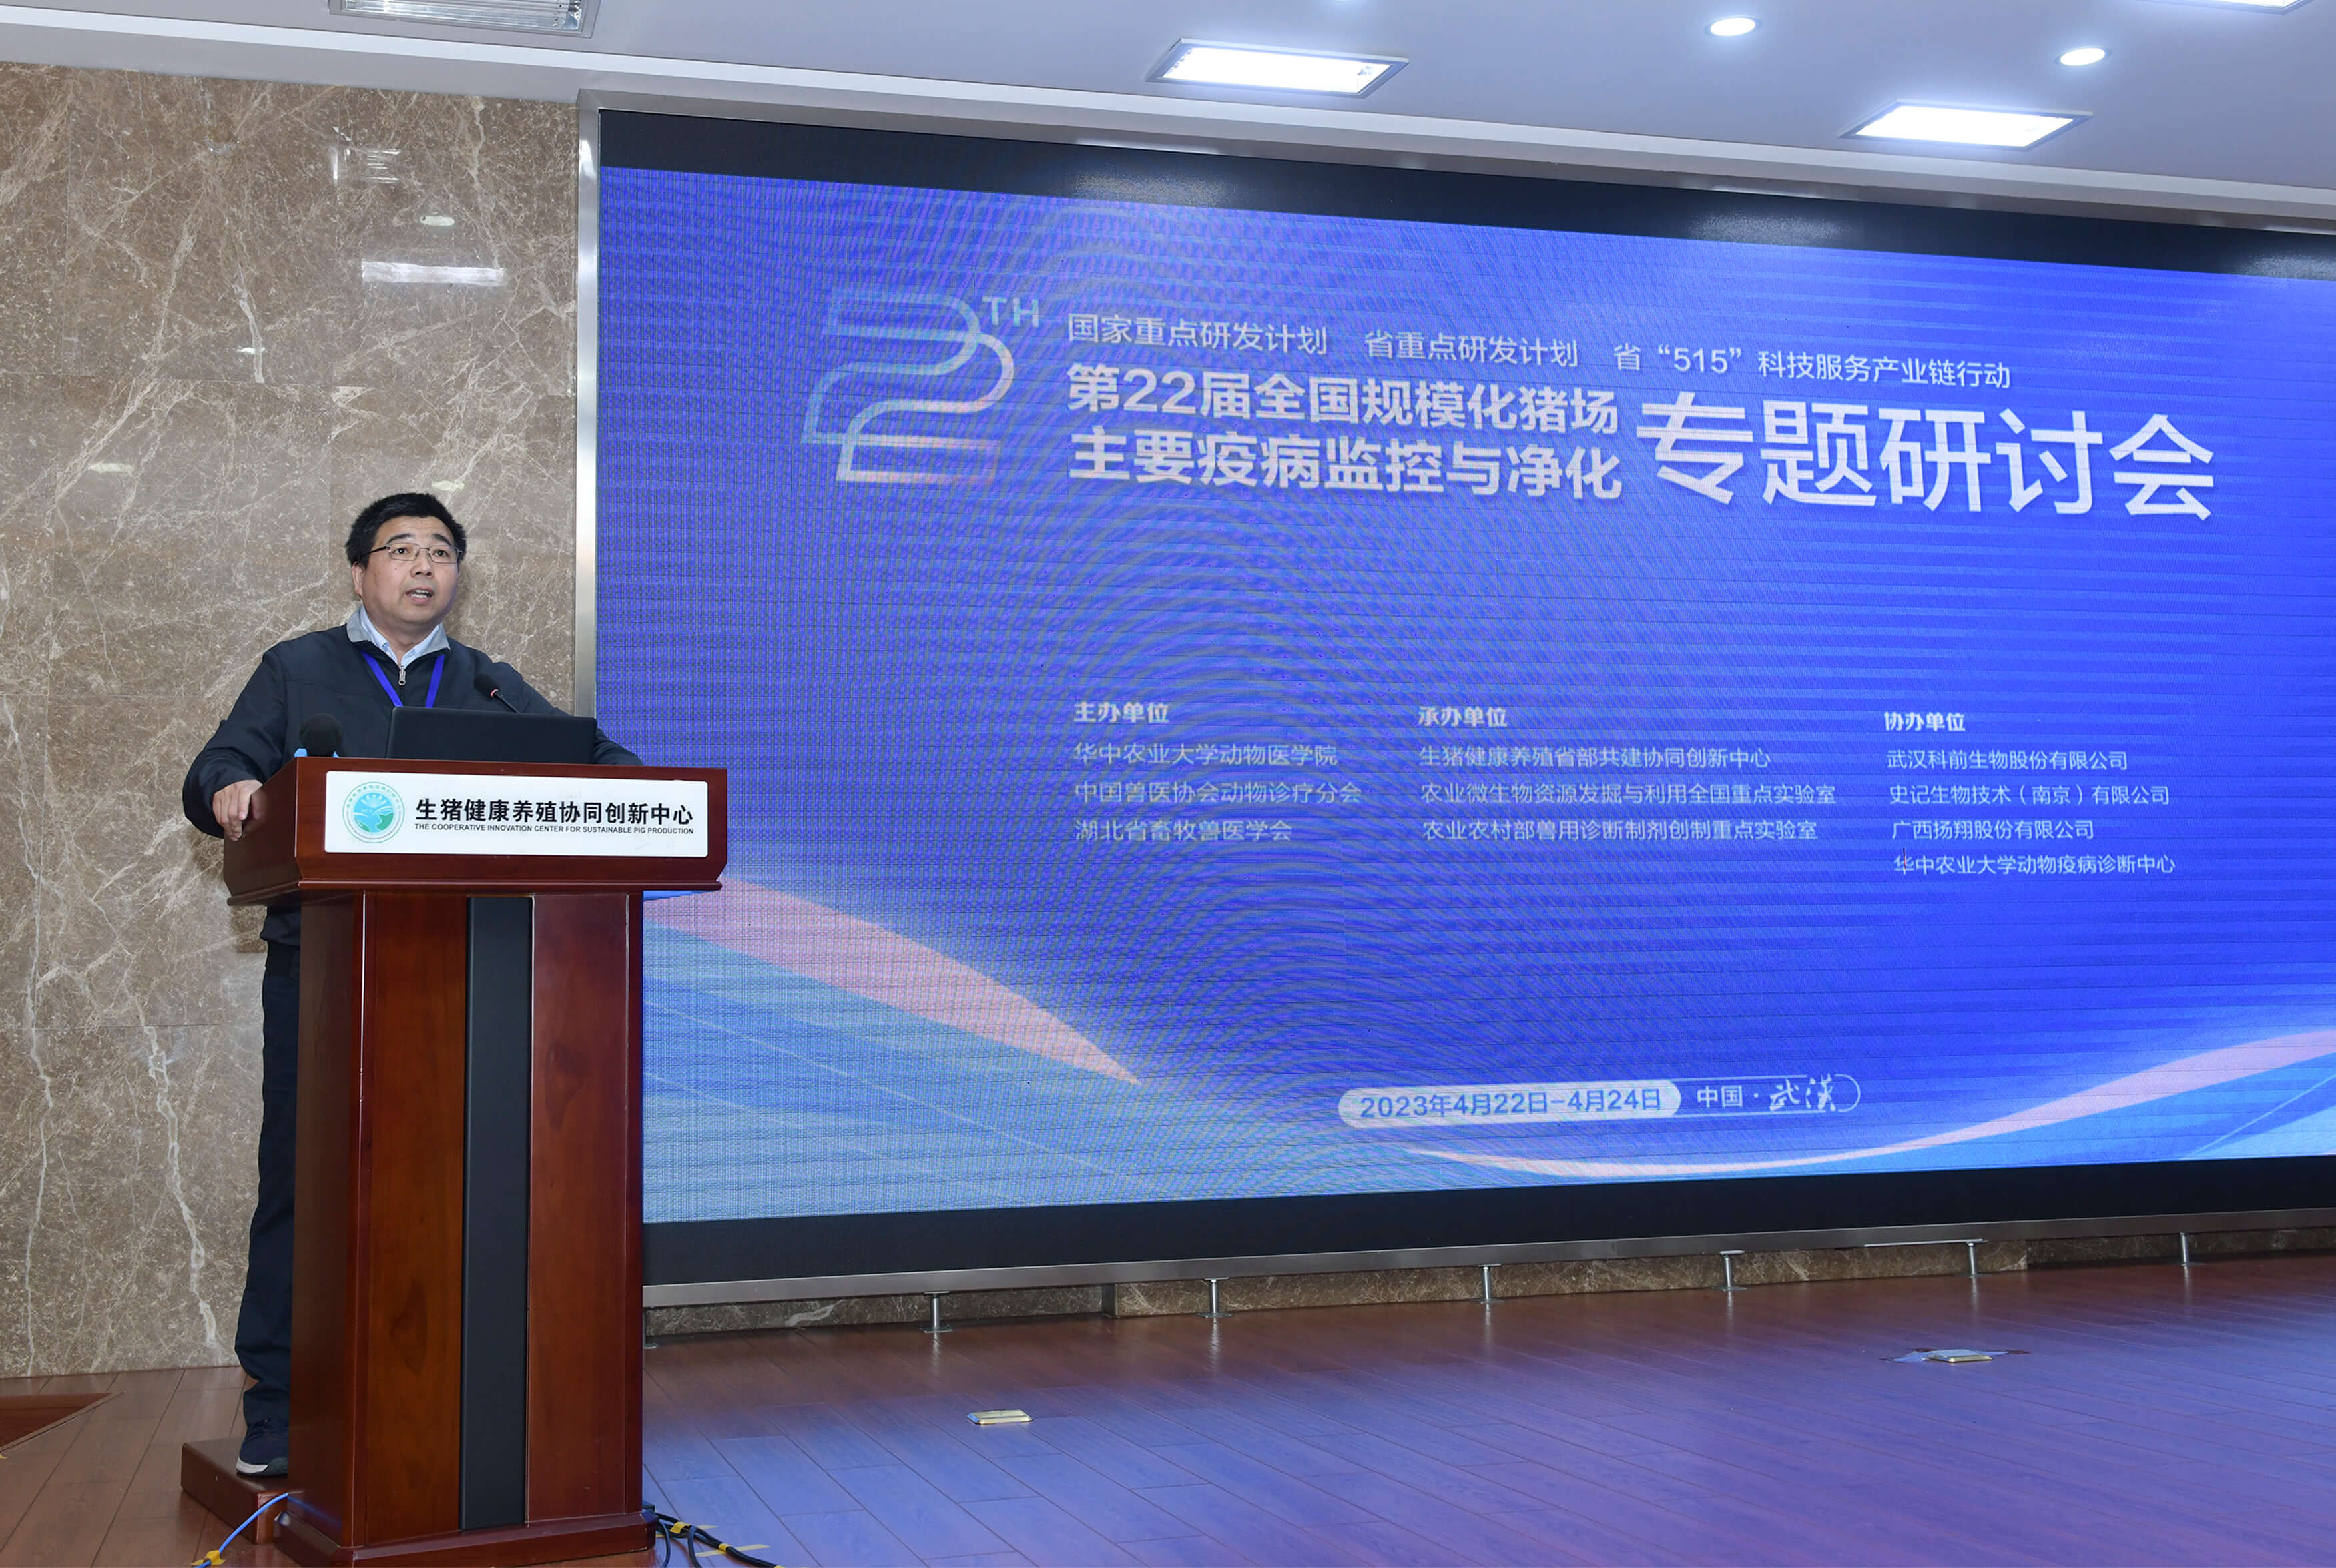 22TH
国家重点研发计划 省重点研发计划 省“515”科技服务产业链行动
第22届全国规模化猪场
主要疫病监控与净化
专题研讨会
主办单位
华中农业大学动物医学院
中国兽医协会动物诊疗分会
湖北省畜牧兽医学会
承办单位
生猪健康养殖省部共建协同创新中心
农业微生物资源发掘与利用全国重点实验室
农业农村部兽用诊断制剂创制重点实验室
协办单位
武汉科前生物股份有限公司
史记生物技术（南京）有限公司
广西扬翔股份有限公司
华中农业大学动物疫病诊断中心
2023年4月22日-4月24日 中国·武汉
生猪健康养殖协同创新中心
THE COOPERATIVE INNOVATION CENTER FOR SUSTAINABLE PIG PRODUCTION